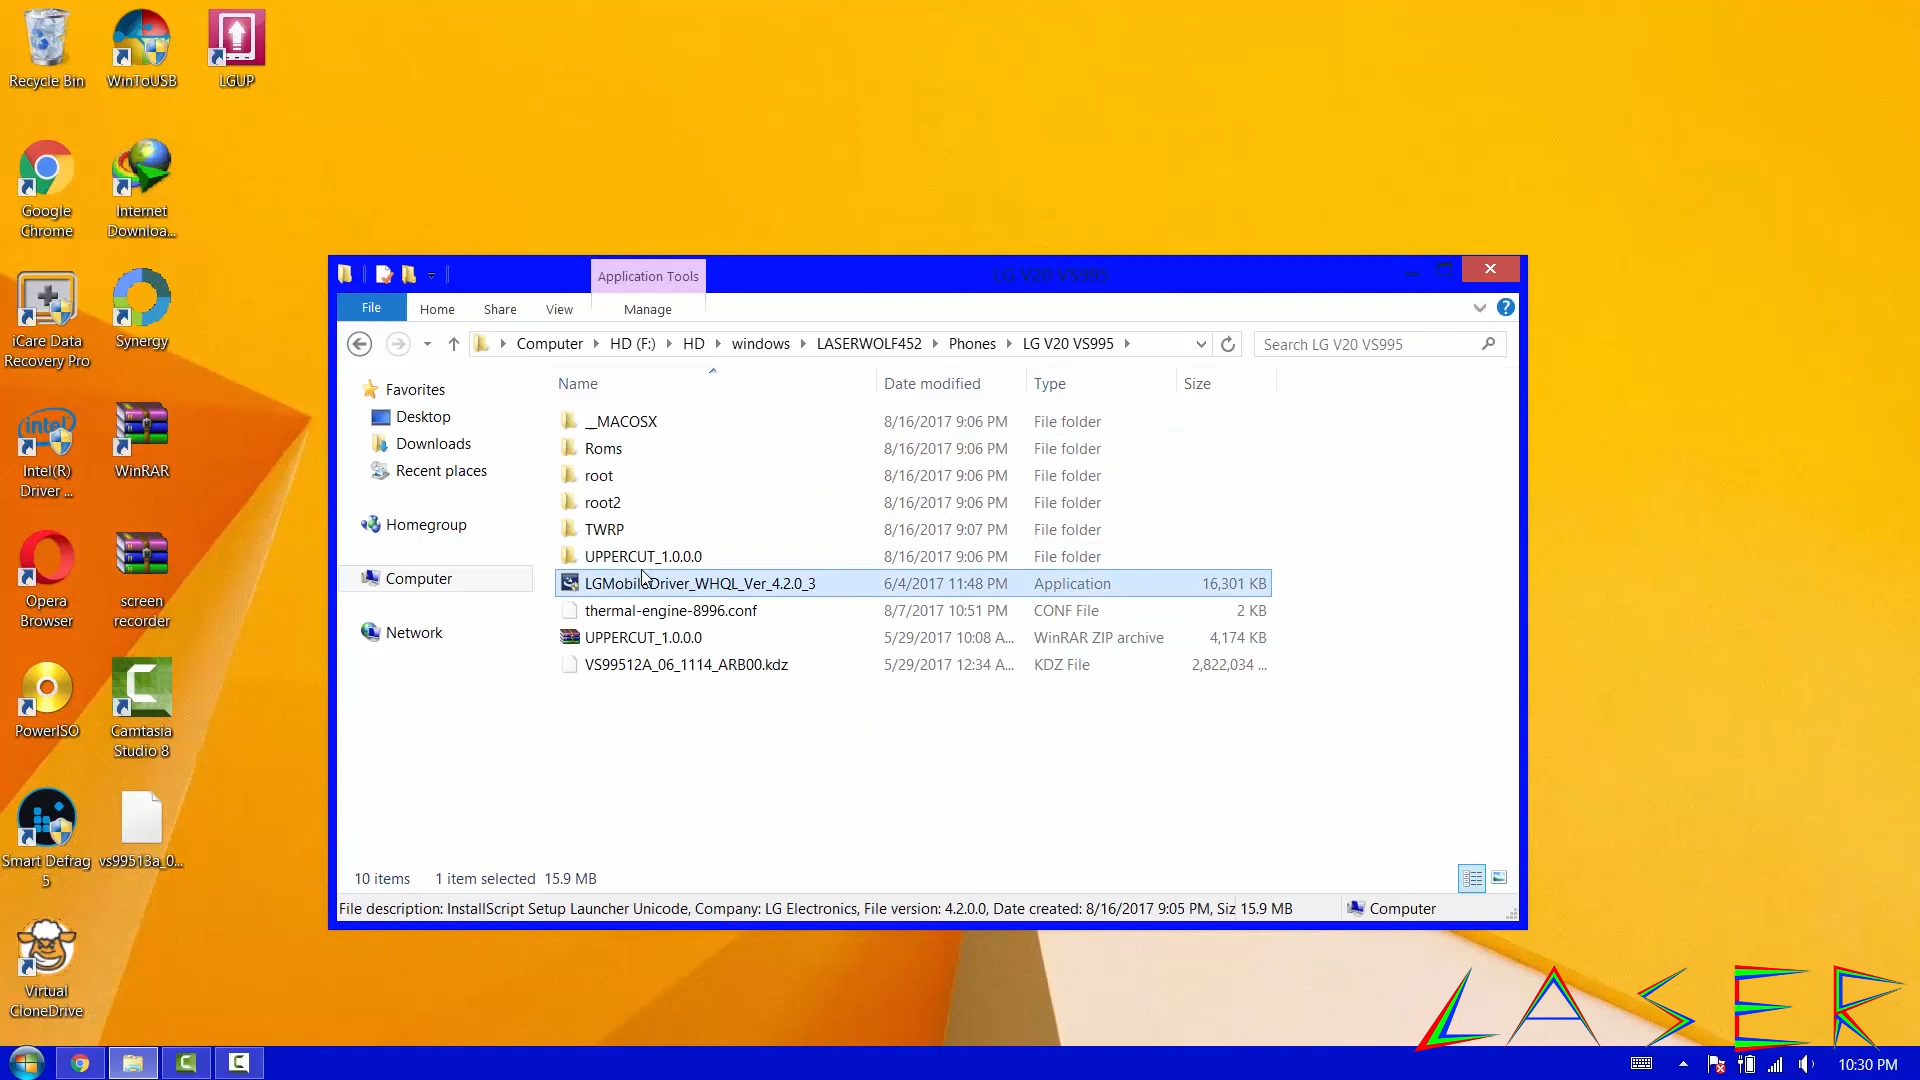 Recycle Bin
WinToUSB
LGUP
Google
Chrome
Internet
Downloa...
iCare Data
Recovery Pro
Synergy
intel
Intel(R)
Driver ...
WinRAR
Opera
Browser
screen
recorder
PowerISO
Camtasia
Studio 8
Smart Defrag
5
vs99513a_0...
Virtual
CloneDrive
Application Tools
LG V20 VS995
File
Home
Share
View
Manage
Computer
HD (F:)
HD
windows
LASERWOLF452
Phones
LG V20 VS995
Search LG V20 VS995
Favorites
Desktop
Downloads
Recent places
Homegroup
Computer
Network
Name Date modified Type Size
__MACOSX 8/16/2017 9:06 PM File folder
Roms 8/16/2017 9:06 PM File folder
root 8/16/2017 9:06 PM File folder
root2 8/16/2017 9:06 PM File folder
TWRP 8/16/2017 9:07 PM File folder
UPPERCUT_1.0.0.0 8/16/2017 9:06 PM File folder
LGMobileDriver_WHQL_Ver_4.2.0_3 6/4/2017 11:48 PM Application 16,301 KB
thermal-engine-8996.conf 8/7/2017 10:51 PM CONF File 2 KB
UPPERCUT_1.0.0.0 5/29/2017 10:08 A... WinRAR ZIP archive 4,174 KB
VS99512A_06_1114_ARB00.kdz 5/29/2017 12:34 A... KDZ File 2,822,034 ...
10 items 1 item selected 15.9 MB
File description: InstallScript Setup Launcher Unicode, Company: LG Electronics, File version: 4.2.0.0, Date created: 8/16/2017 9:05 PM, Siz 15.9 MB Computer
LASER
10:30 PM